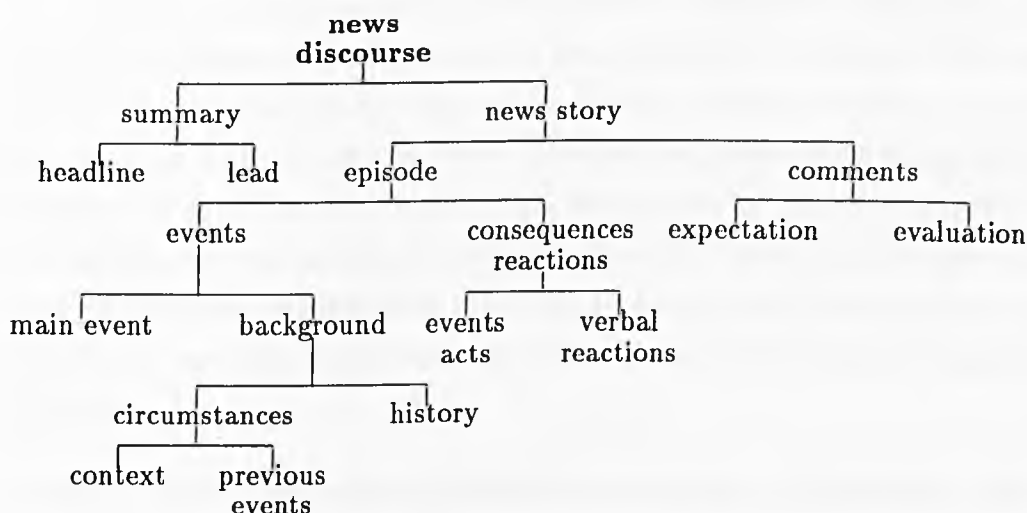 news
discourse
summary news story
headline lead episode comments
events consequences expectation evaluation
reactions
main event background events verbal
acts reactions
circumstances history
context previous
events